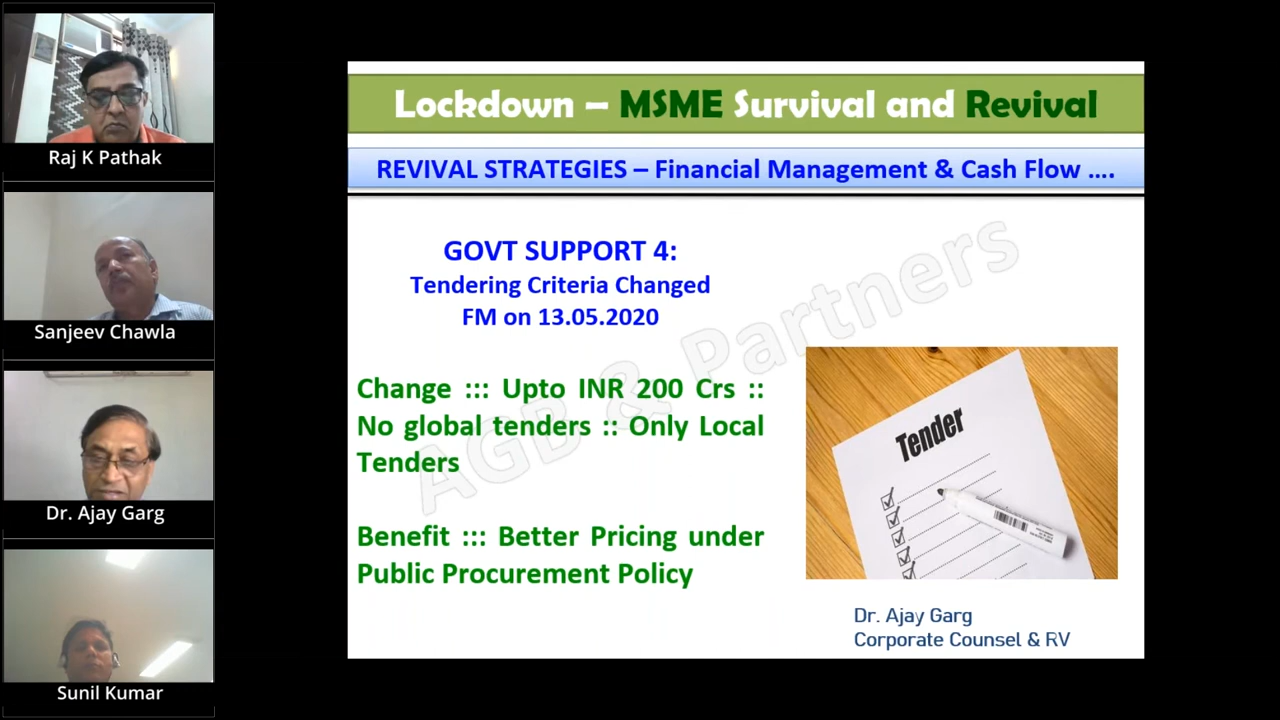 Raj K Pathak
Sanjeev Chawla
Dr. Ajay Garg
Sunil Kumar
Lockdown – MSME Survival and Revival
REVIVAL STRATEGIES – Financial Management & Cash Flow ....
GOVT SUPPORT 4:
Tendering Criteria Changed
FM on 13.05.2020
Change ::: Upto INR 200 Crs ::
No global tenders :: Only Local
Tenders
Benefit ::: Better Pricing under
Public Procurement Policy
AGB & Partners
Tender
Dr. Ajay Garg
Corporate Counsel & RV